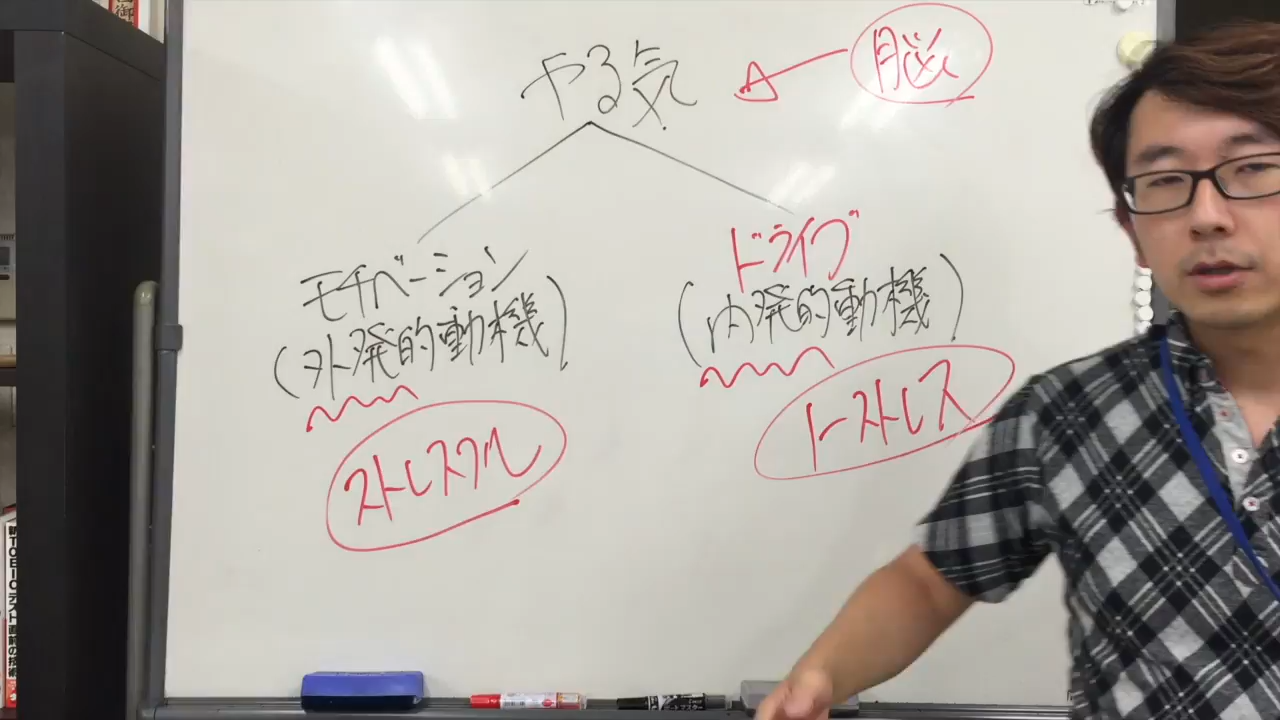 やる気
脳
モチベーション
(外発的動機)
ストレスフル
ドライブ
(内発的動機)
ノーストレス